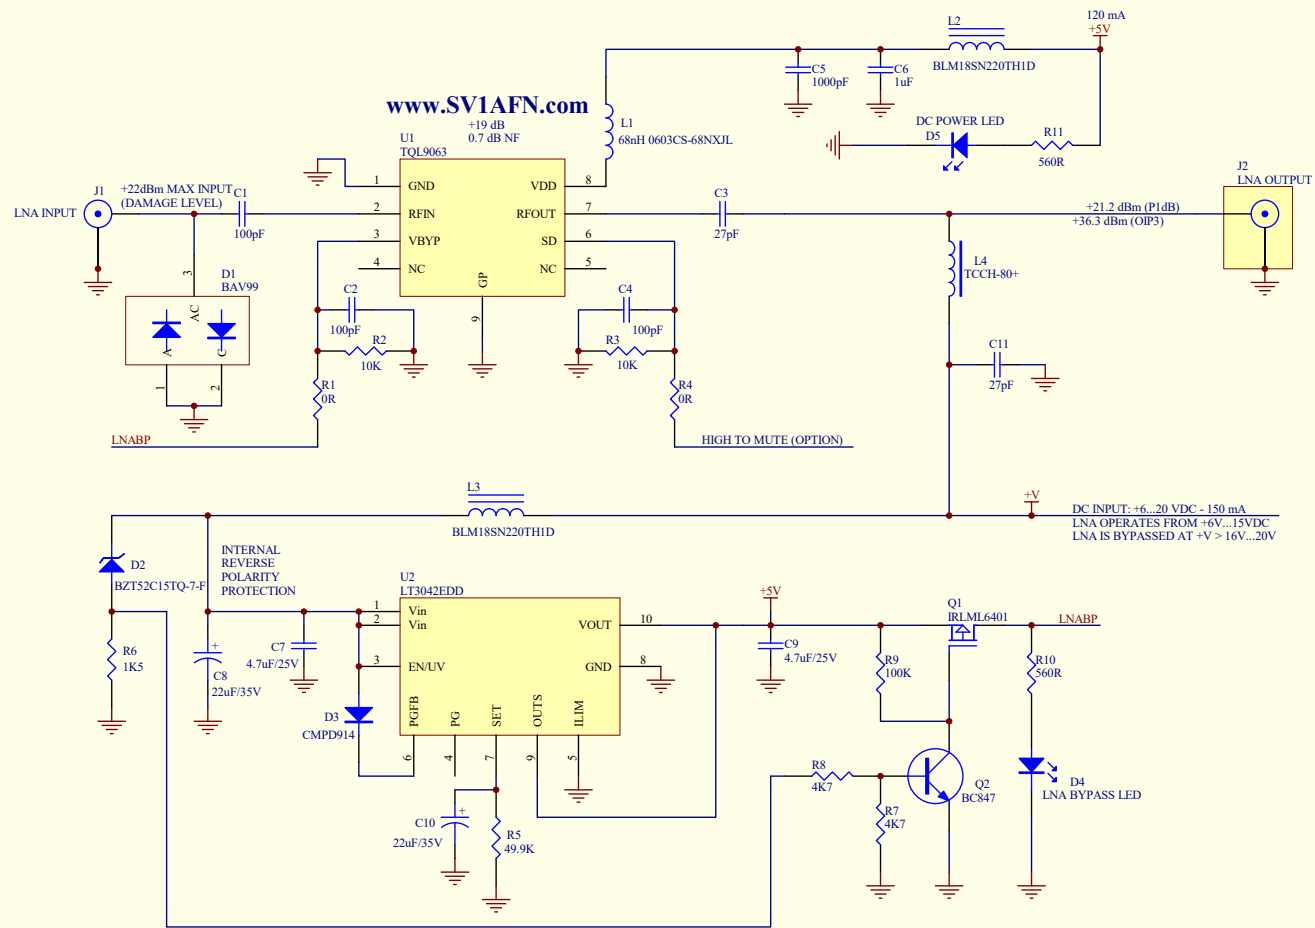 120 mA
+5V
L2
BLM18SN220TH1D
C5
1000pF
C6
1uF
www.SV1AFN.com
+19 dB
0.7 dB NF
L1
68nH 0603CS-68NXJL
DC POWER LED
D5
R11
560R
U1
TQL9063
1
GND
2
RFIN
3
VBYP
4
NC
VDD
8
RFOUT
7
SD
6
NC
5
GP
9
J1
LNA INPUT
+22dBm MAX INPUT
(DAMAGE LEVEL)
C1
100pF
C3
27pF
J2
LNA OUTPUT
+21.2 dBm (P1dB)
+36.3 dBm (OIP3)
L4
TCCH-80+
3
D1
BAV99
AC
A
C
1
2
C2
100pF
R2
10K
R1
0R
LNABP
C4
100pF
R3
10K
R4
0R
HIGH TO MUTE (OPTION)
C11
27pF
L3
BLM18SN220TH1D
+V
DC INPUT: +6...20 VDC - 150 mA
LNA OPERATES FROM +6V...15VDC
LNA IS BYPASSED AT +V > 16V...20V
D2
BZT52C15TQ-7-F
INTERNAL
REVERSE
POLARITY
PROTECTION
R6
1K5
+
C8
22uF/35V
C7
4.7uF/25V
U2
LT3042EDD
1
Vin
2
Vin
3
EN/UV
VOUT
10
GND
8
PGFB
PG
SET
OUTS
ILIM
6
4
7
9
5
D3
CMPD914
+
C10
22uF/35V
R5
49.9K
+5V
C9
4.7uF/25V
R9
100K
Q1
IRLML6401
LNABP
R10
560R
R8
4K7
R7
4K7
Q2
BC847
D4
LNA BYPASS LED